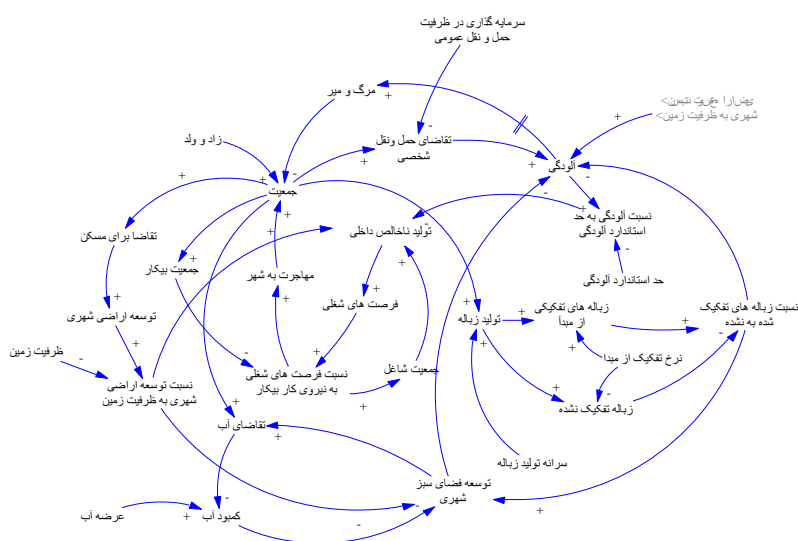 سرمایه گذاری در ظرفیت
حمل و نقل عمومی
مرگ و میر
شهری به ظرفیت زمین>
زاد و ولد
تقاضای حمل ونقل
شخصی
آلودگی
جمعیت
نسبت آلودگی به حد
استاندارد آلودگی
تقاضا برای مسکن
تولید ناخالص داخلی
جمعیت بیکار
مهاجرت به شهر
حد استاندارد آلودگی
فرصت های شغلی
زباله های تفکیکی
از مبدأ
نسبت زباله های تفکیک
شده به نشده
توسعه اراضی شهری
تولید زباله
ظرفیت زمین
نرخ تفکیک از مبدا
نسبت فرصت های شغلی
به نیروی کار بیکار
جمعیت شاغل
نسبت توسعه اراضی
شهری به ظرفیت زمین
زباله تفکیک نشده
تقاضای آب
سرانه تولید زباله
توسعه فضای سبز
شهری
کمبود آب
عرضه آب